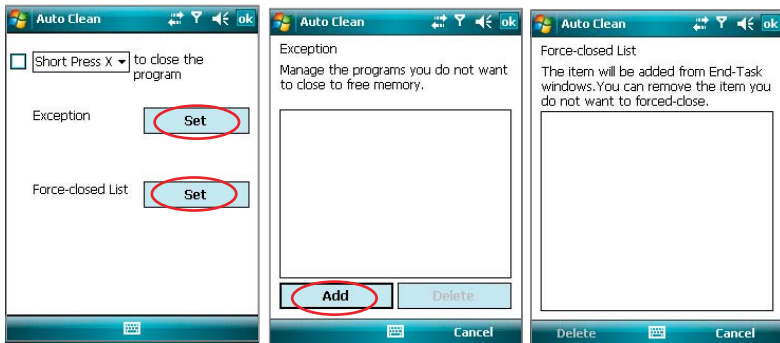 Auto Clean
ok
Short Press X
to close the
program
Exception
Set
Force-closed List
Set
Auto Clean
ok
Exception
Manage the programs you do not want
to close to free memory.
Add
Delete
Cancel
Auto Clean
ok
Force-closed List
The item will be added from End-Task
windows.You can remove the item you
do not want to forced-close.
Delete
Cancel